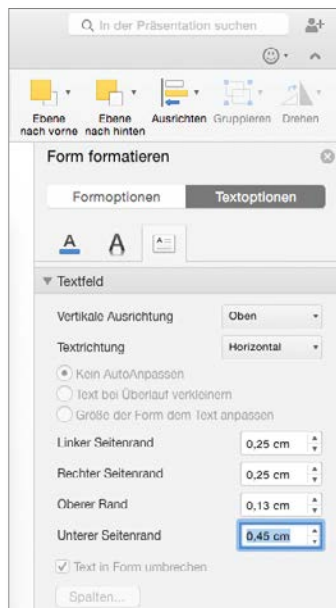 In der Präsentation suchen
Ebene nach vorne
Ebene nach hinten
Ausrichten
Gruppieren
Drehen
Form formatieren
Formoptionen
Textoptionen
A A A
Textfeld
Vertikale Ausrichtung Oben
Textrichtung Horizontal
Kein AutoAnpassen
Text bei Überlauf verkleinern
Größe der Form dem Text anpassen
Linker Seitenrand 0,25 cm
Rechter Seitenrand 0,25 cm
Oberer Rand 0,13 cm
Unterer Seitenrand 0,45 cm
Text in Form umbrechen
Spalten...